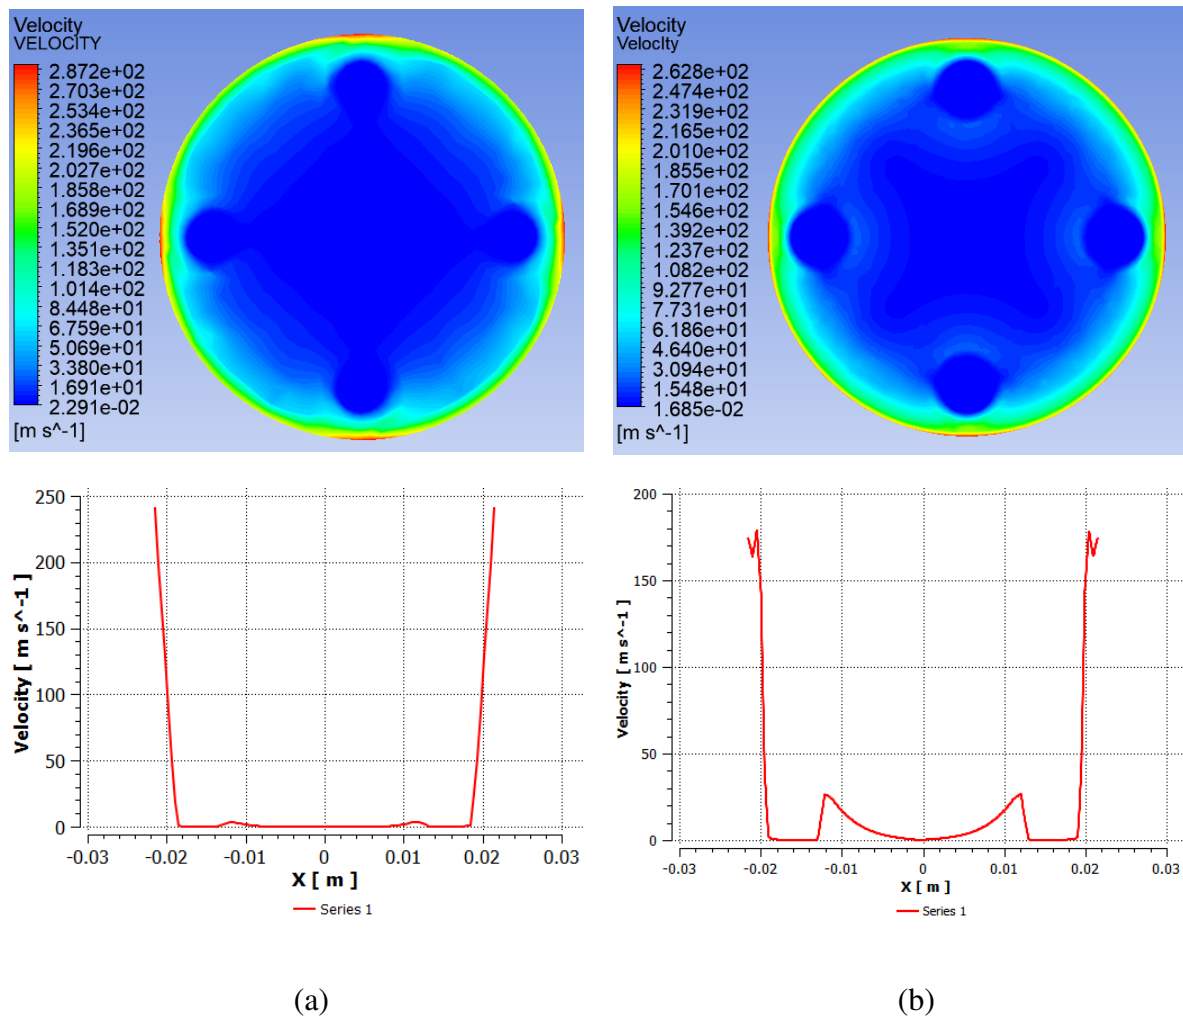 Velocity
VELOCITY
2.872e+02
2.703e+02
2.534e+02
2.365e+02
2.196e+02
2.027e+02
1.858e+02
1.689e+02
1.520e+02
1.351e+02
1.183e+02
1.014e+02
8.448e+01
6.759e+01
5.069e+01
3.380e+01
1.691e+01
2.291e-02
[m s^-1]
Velocity
Velocity
2.628e+02
2.474e+02
2.319e+02
2.165e+02
2.010e+02
1.855e+02
1.701e+02
1.546e+02
1.392e+02
1.237e+02
1.082e+02
9.277e+01
7.731e+01
6.186e+01
4.640e+01
3.094e+01
1.548e+01
1.685e-02
[m s^-1]
250
200
150
100
50
0
Velocity [ m s^-1 ]
-0.03 -0.02 -0.01 0 0.01 0.02 0.03
X [ m ]
Series 1
200
150
100
50
0
Velocity [ m s^-1 ]
-0.03 -0.02 -0.01 0 0.01 0.02 0.03
X [ m ]
Series 1
(a)
(b)